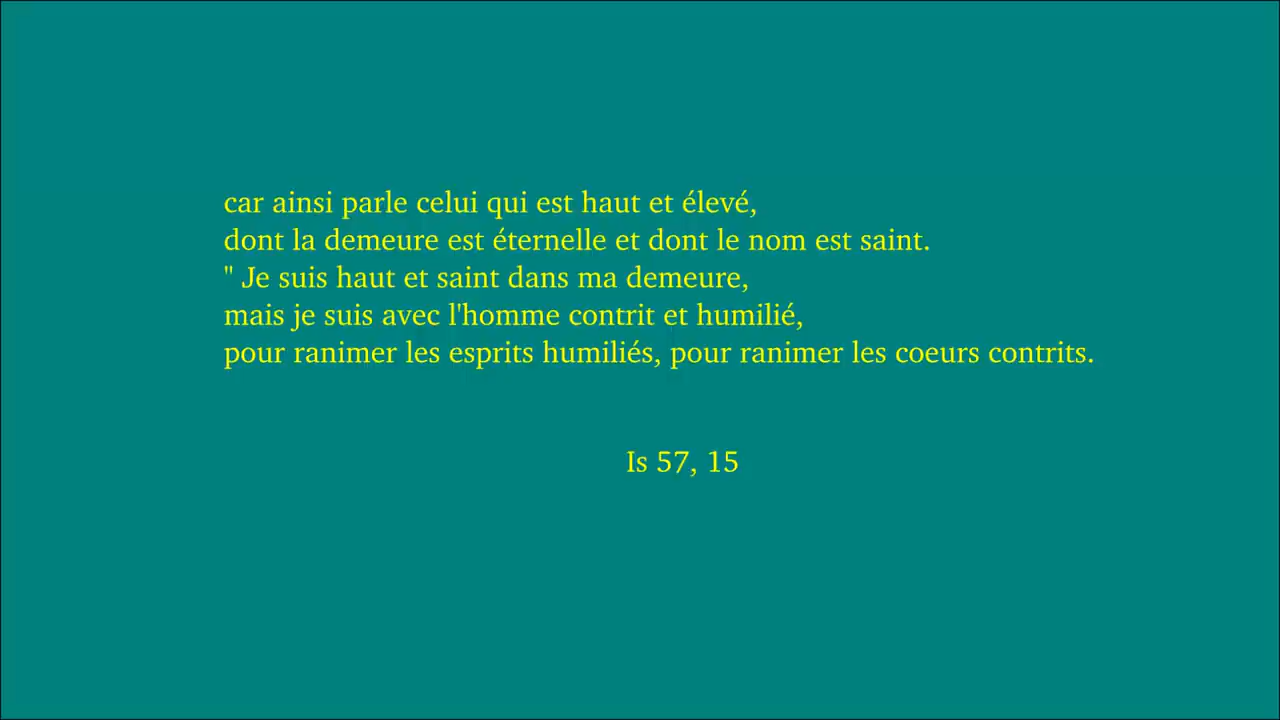 car ainsi parle celui qui est haut et élevé,
dont la demeure est éternelle et dont le nom est saint.
" Je suis haut et saint dans ma demeure,
mais je suis avec l'homme contrit et humilié,
pour ranimer les esprits humiliés, pour ranimer les coeurs contrits.
Is 57, 15